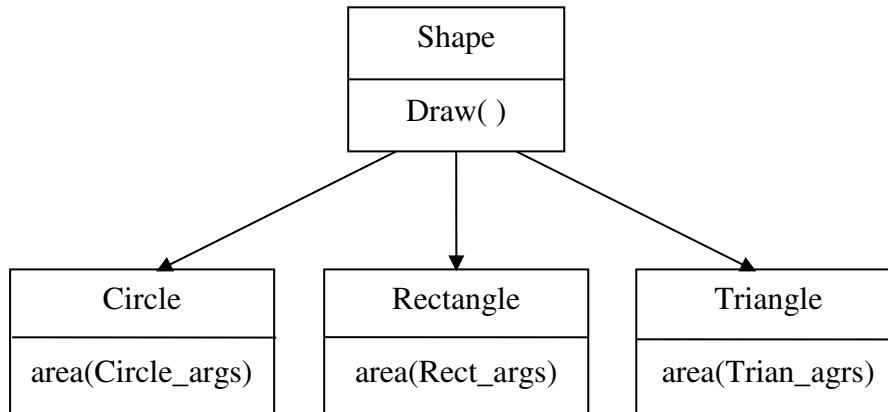 Shape
Draw( )
Circle
Rectangle
Triangle
area(Circle_args)
area(Rect_args)
area(Trian_agrs)